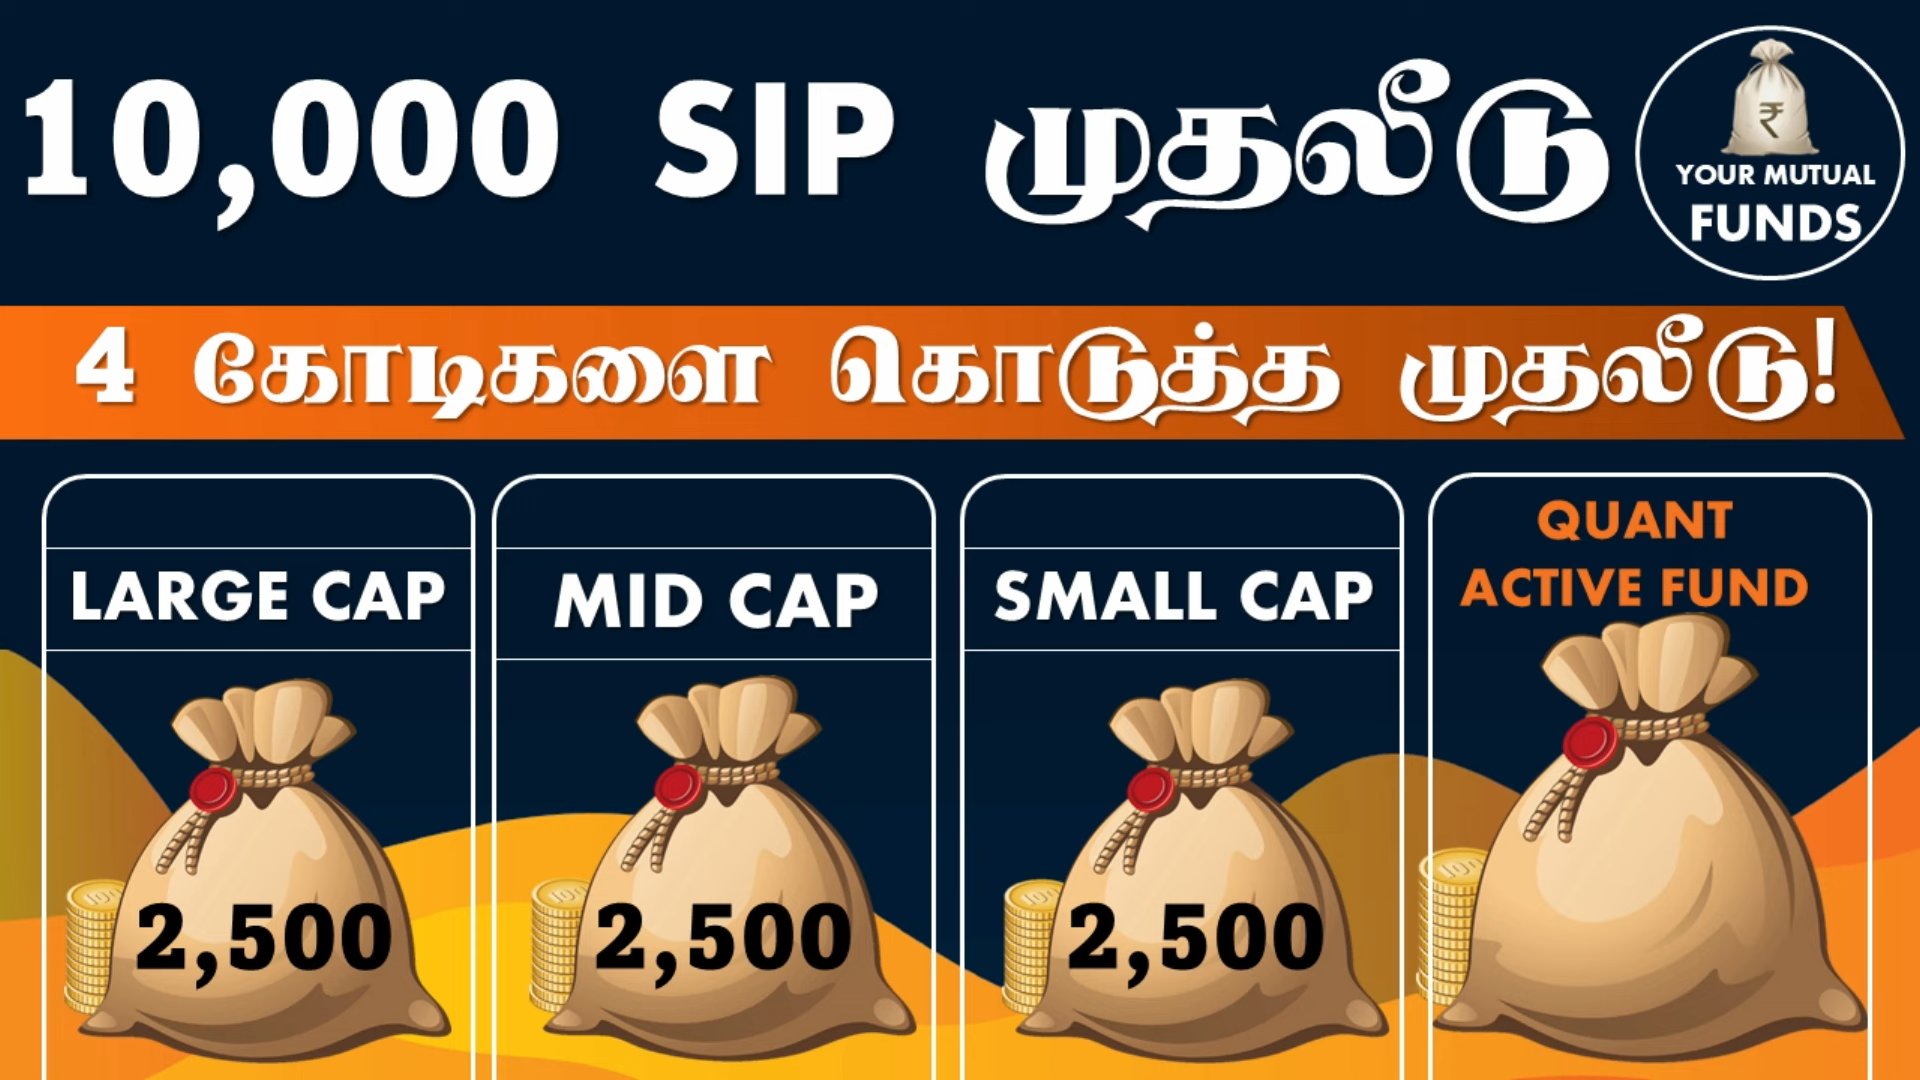 10,000 SIP முதலீடு
YOUR MUTUAL
FUNDS
4 கோடிகளை கொடுத்த முதலீடு!
LARGE CAP
MID CAP
SMALL CAP
QUANT
ACTIVE FUND
2,500
2,500
2,500